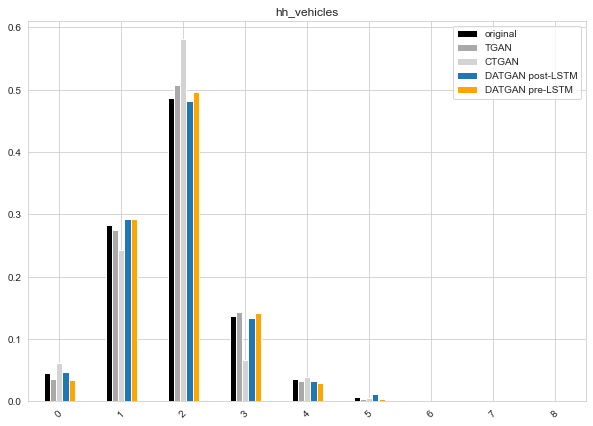 hh_vehicles
original
TGAN
CTGAN
DATGAN post-LSTM
DATGAN pre-LSTM
0.6
0.5
0.4
0.3
0.2
0.1
0.0
0 1 2 3 4 5 6 7 8